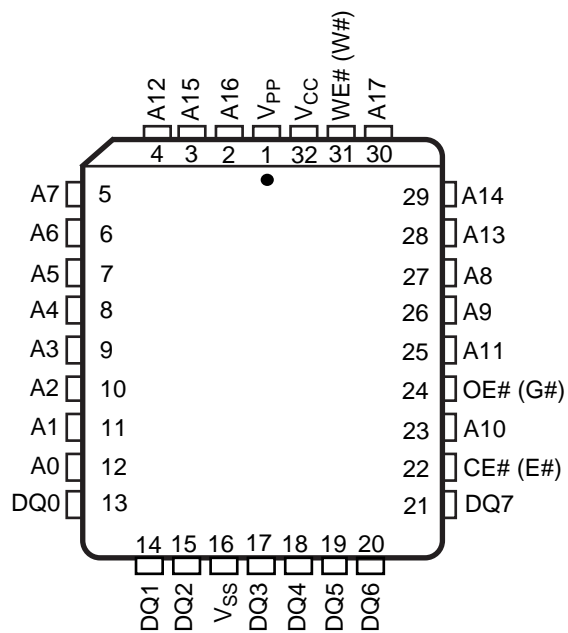 A12 A15 A16 VPP VCC WE# (W#) A17
4 3 2 1 32 31 30
A7 5 29 A14
A6 6 28 A13
A5 7 27 A8
A4 8 26 A9
A3 9 25 A11
A2 10 24 OE# (G#)
A1 11 23 A10
A0 12 22 CE# (E#)
DQ0 13 21 DQ7
14 15 16 17 18 19 20
DQ1 DQ2 VSS DQ3 DQ4 DQ5 DQ6